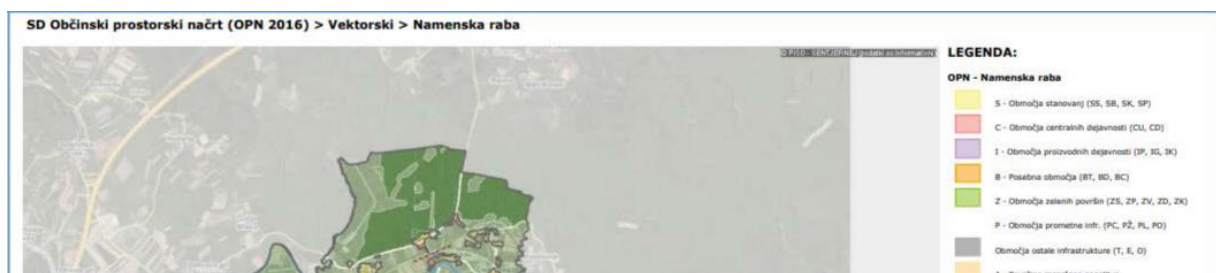 SD Občinski prostorski načrt (OPN 2016) > Vektorski > Namenska raba
LEGENDA:
OPN - Namenska raba
S - Območja stanovanj (SS, SB, SK, SP)
C - Območja centralnih dejavnosti (CU, CD)
I - Območja proizvodnih dejavnosti (IP, IG, IK)
B - Posebna območja (BT, BD, BC)
Z - Območja zelenih površin (ZS, ZP, ZV, ZD, ZK)
P - Območja prometne infr. (PC, PŽ, PL, PO)
Območja ostale infrastrukture (T, E, O)